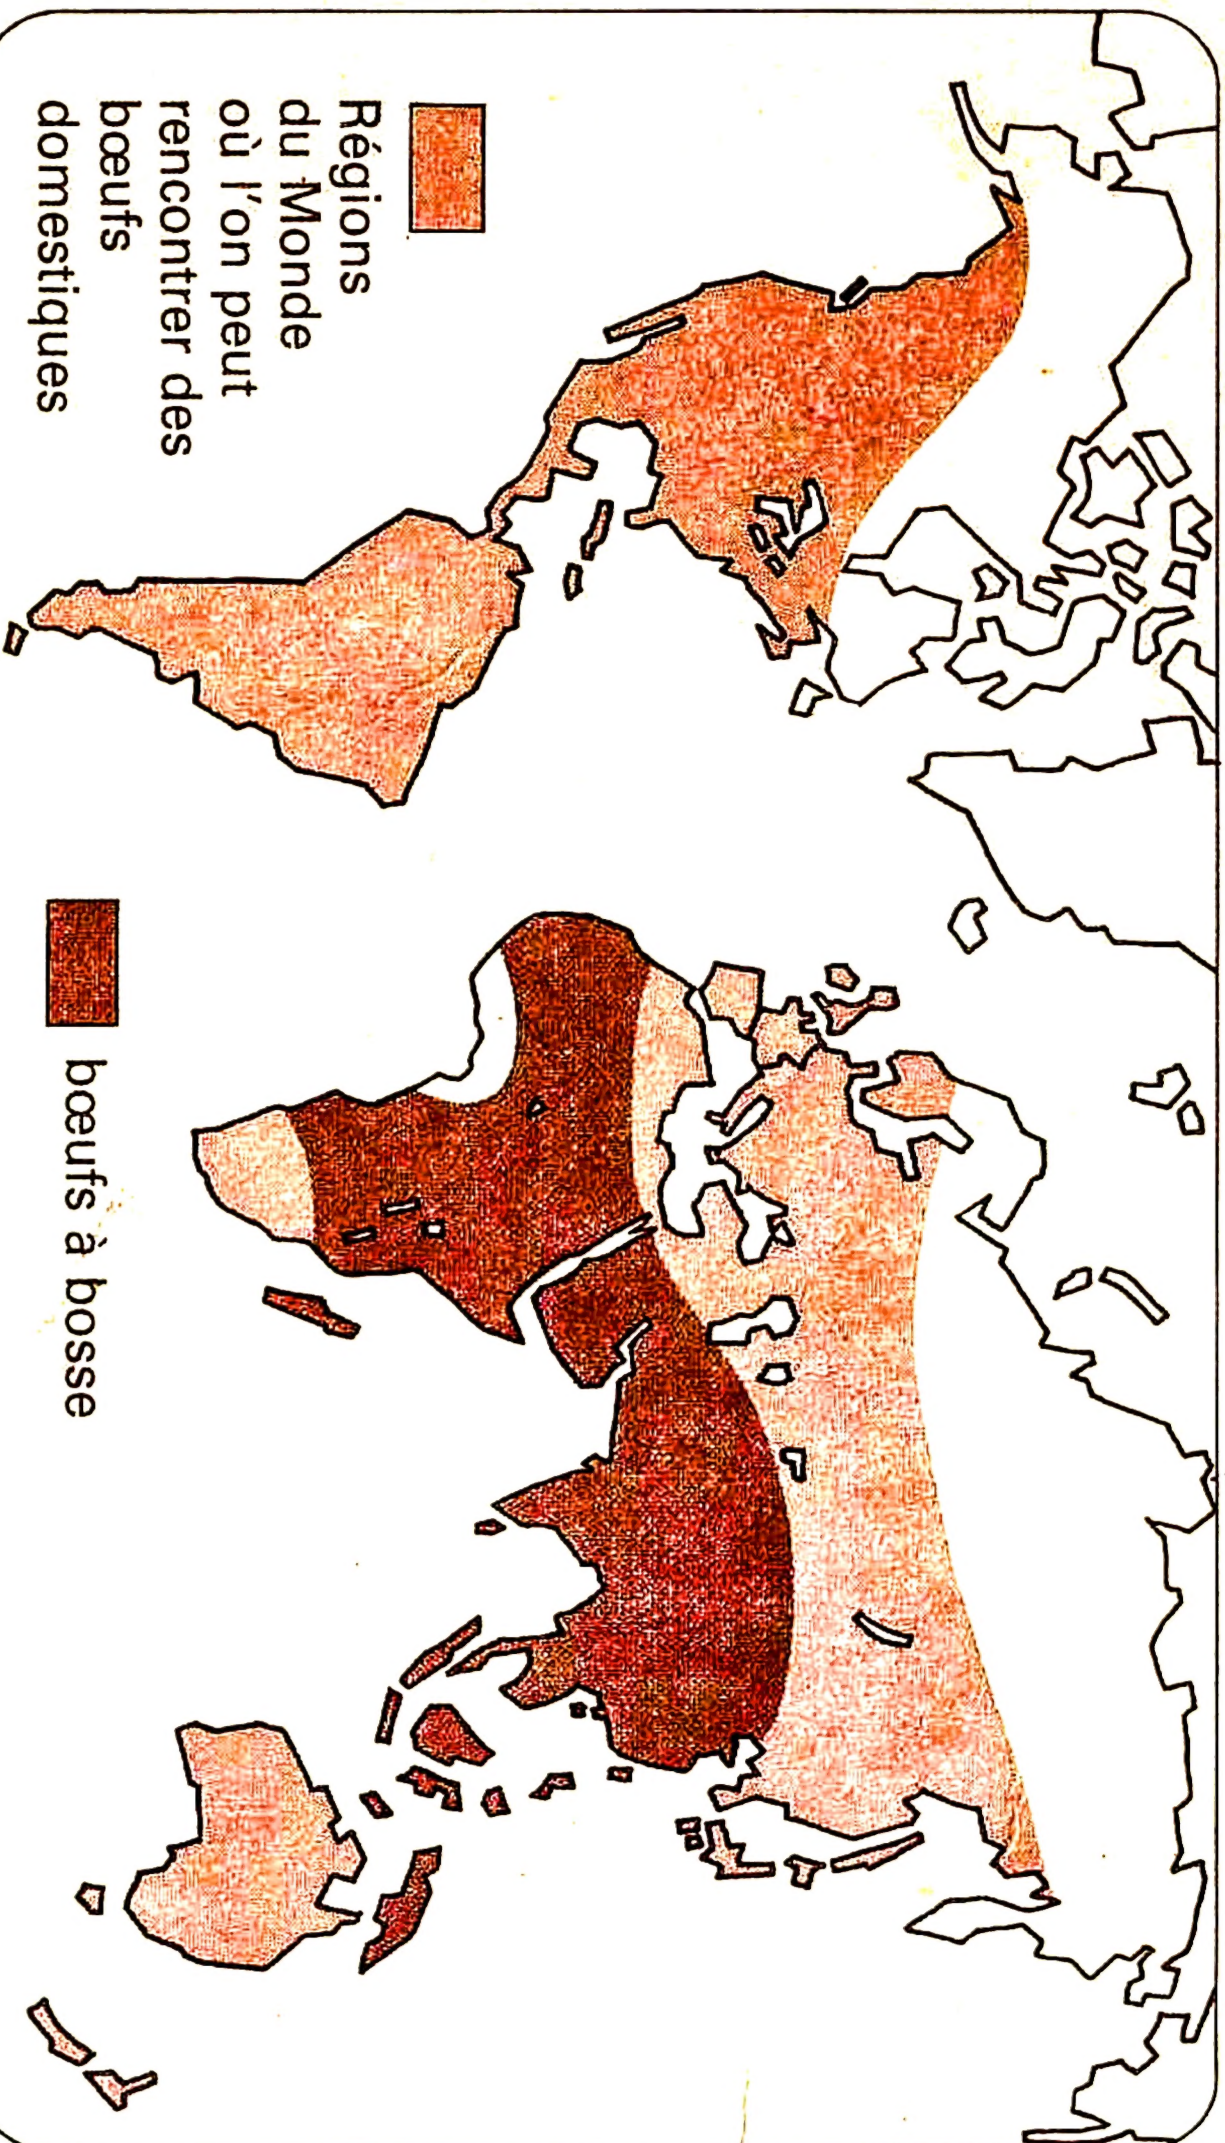 Régions
du Monde
où l'on peut
rencontrer des
bœufs
domestiques
bœufs à bosse